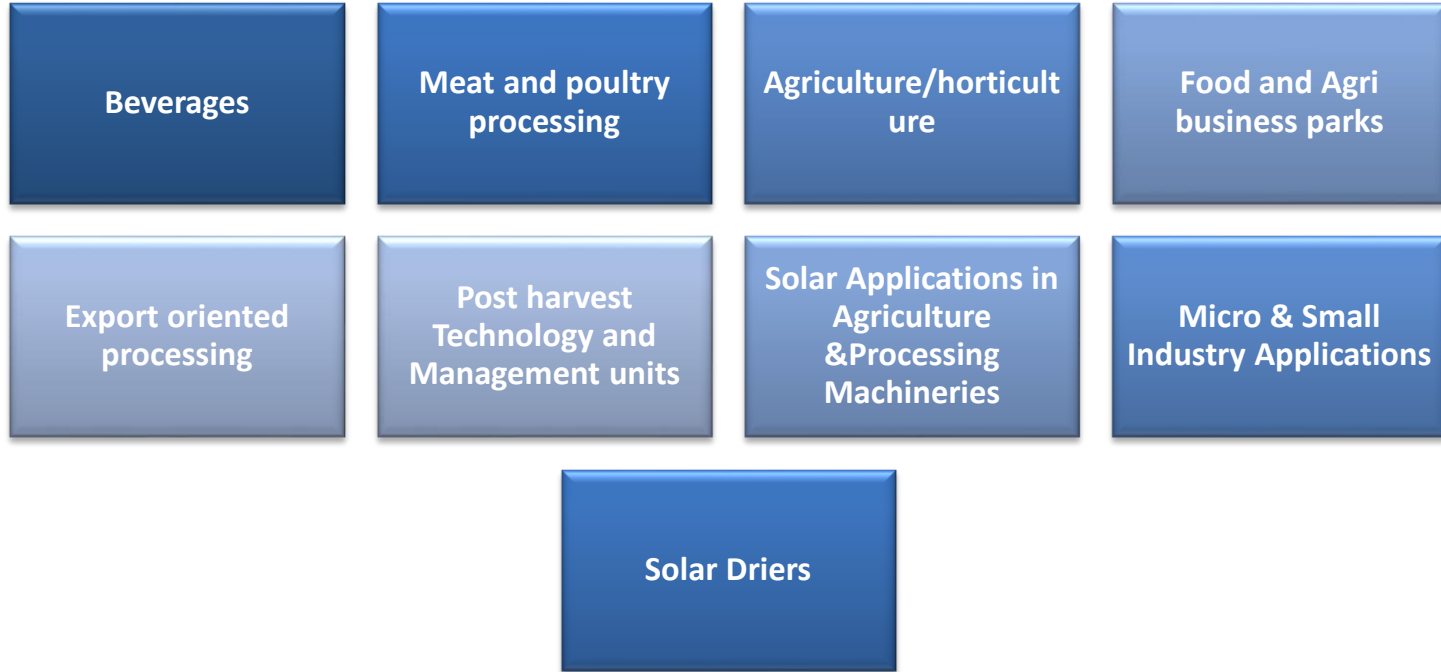 Beverages
Meat and poultry
processing
Agriculture/horticult
ure
Food and Agri
business parks
Export oriented
processing
Post harvest
Technology and
Management units
Solar Applications in
Agriculture
&Processing
Machineries
Micro & Small
Industry Applications
Solar Driers